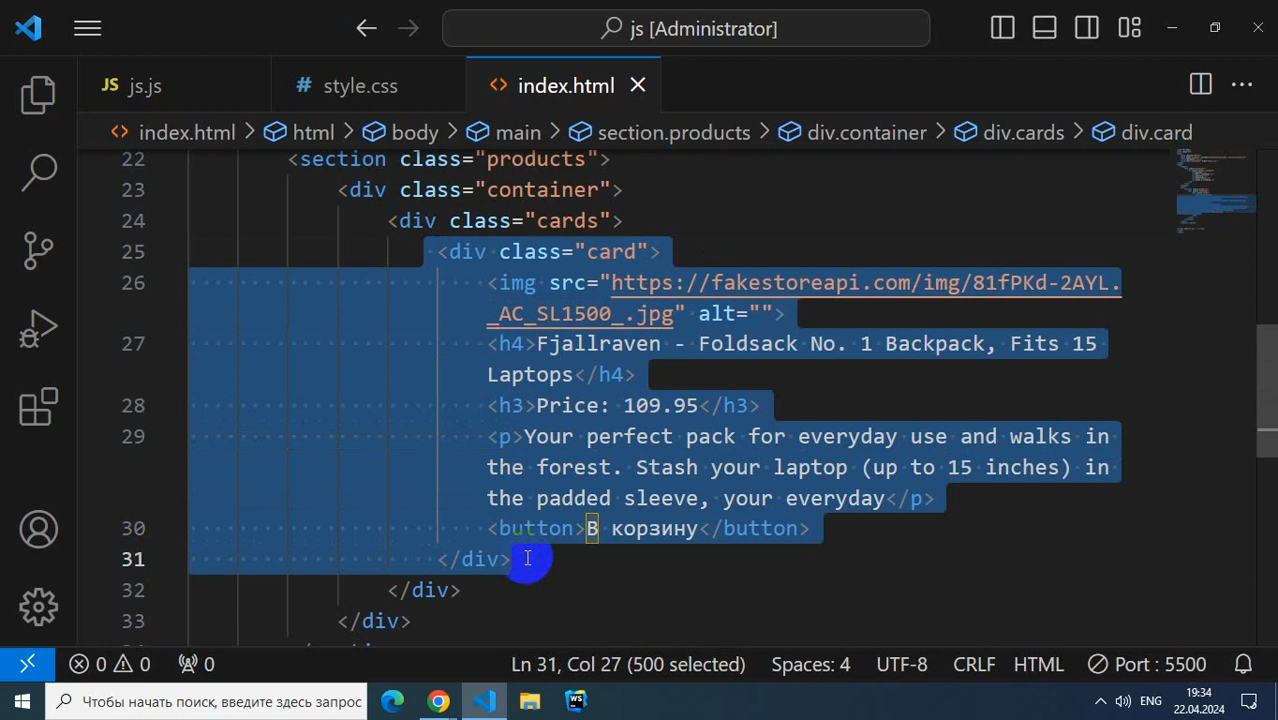 js [Administrator]
JS js.js
# style.css
<> index.html
<> index.html > html > body > main > section.products > div.container > div.cards > div.card
22 <section class="products">
23 <div class="container">
24 <div class="cards">
25 <div class="card">
26 <img src="https://fakestoreapi.com/img/81fPKd-2AYL.
_AC_SL1500_.jpg" alt="">
27 <h4>Fjallraven - Foldsack No. 1 Backpack, Fits 15
Laptops</h4>
28 <h3>Price: 109.95</h3>
29 <p>Your perfect pack for everyday use and walks in
the forest. Stash your laptop (up to 15 inches) in
the padded sleeve, your everyday</p>
30 <button>В корзину</button>
31 </div>
32 </div>
33 </div>
0 0 0 Ln 31, Col 27 (500 selected) Spaces: 4 UTF-8 CRLF HTML Port : 5500
Чтобы начать поиск, введите здесь запрос
WS
ENG
19:34
22.04.2024